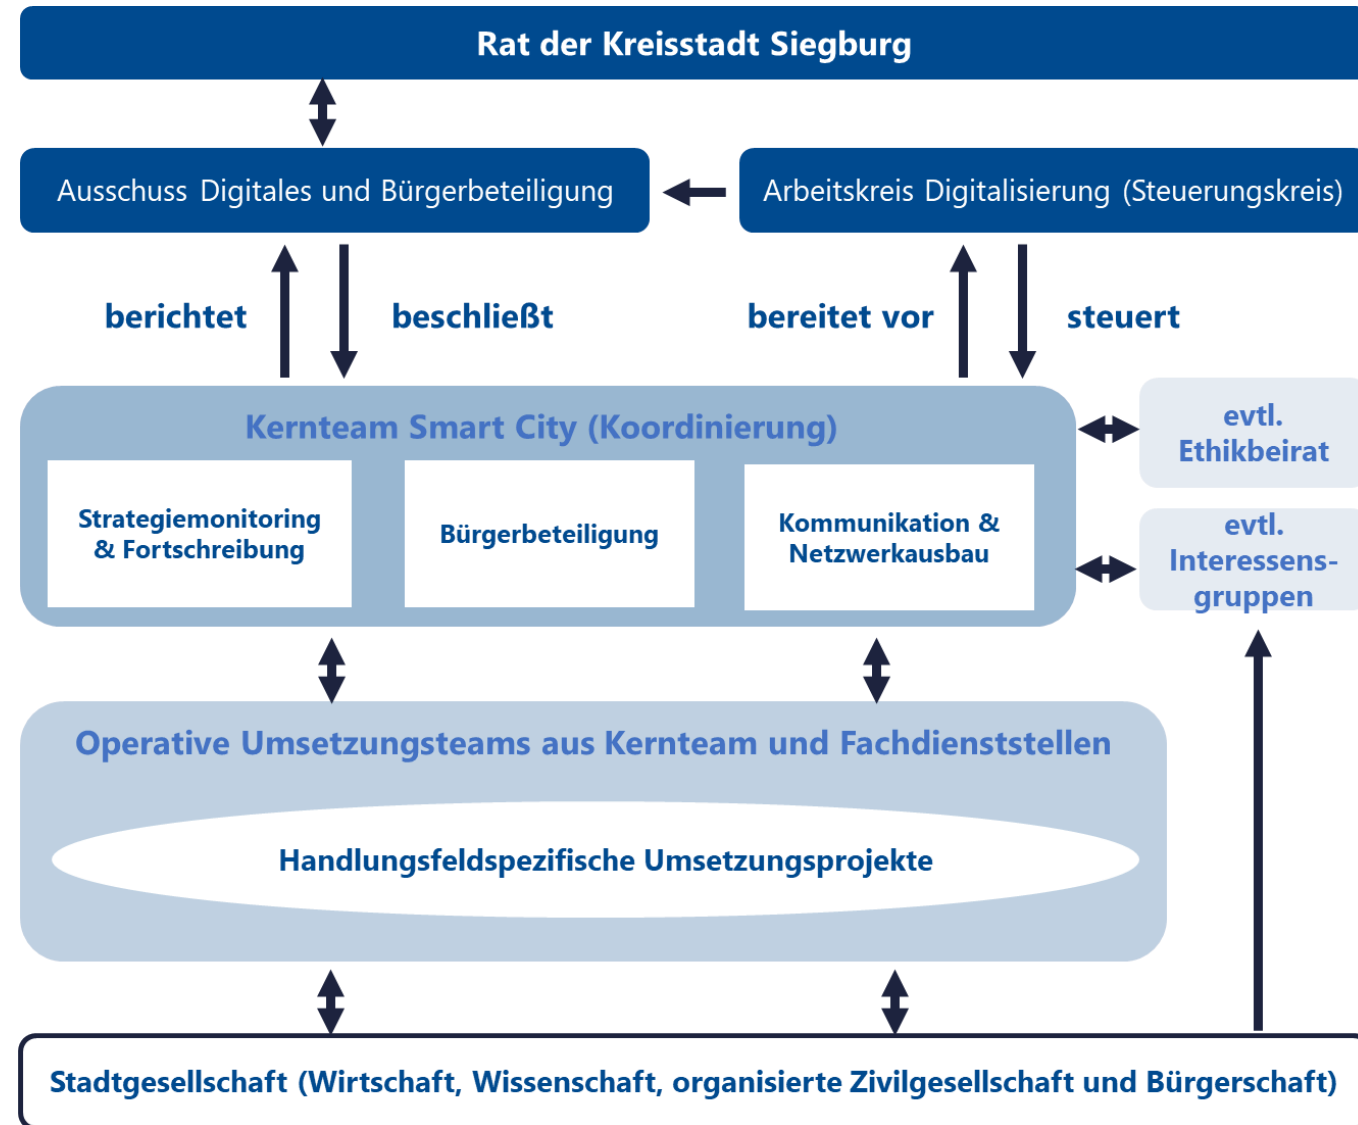 Rat der Kreisstadt Siegburg
Ausschuss Digitales und Bürgerbeteiligung
Arbeitskreis Digitalisierung (Steuerungskreis)
berichtet
beschließt
bereitet vor
steuert
Kernteam Smart City (Koordinierung)
Strategiemonitoring
& Fortschreibung
Bürgerbeteiligung
Kommunikation &
Netzwerkausbau
evtl.
Ethikbeirat
evtl.
Interessens-
gruppen
Operative Umsetzungsteams aus Kernteam und Fachdienststellen
Handlungsfeldspezifische Umsetzungsprojekte
Stadtgesellschaft (Wirtschaft, Wissenschaft, organisierte Zivilgesellschaft und Bürgerschaft)